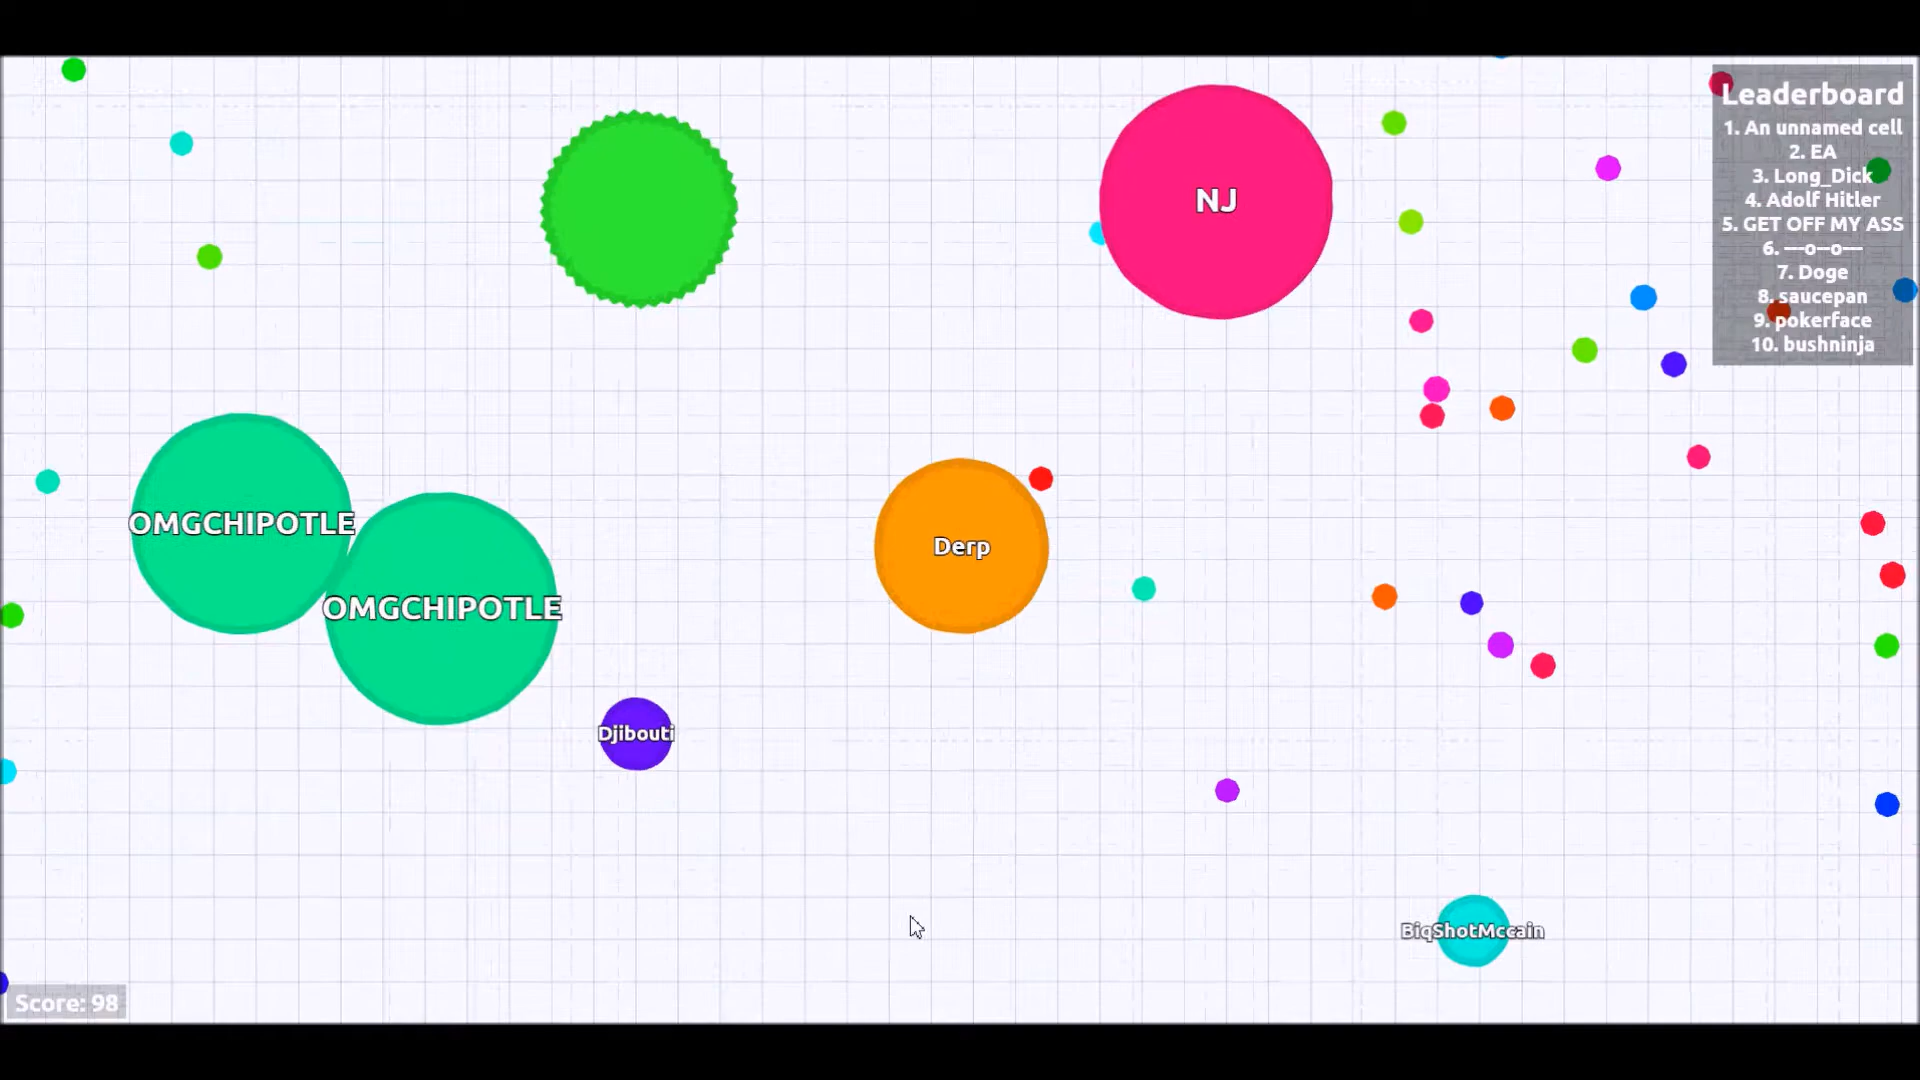 Leaderboard
1. An unnamed cell
2. EA
3. Long_Dick
4. Adolf Hitler
5. GET OFF MY ASS
6. —o—o—
7. Doge
8. saucepan
9. pokerface
10. bushninja
NJ
OMGCHIPOTLE
Derp
OMGCHIPOTLE
Djibouti
BiqShotMccain
Score: 98